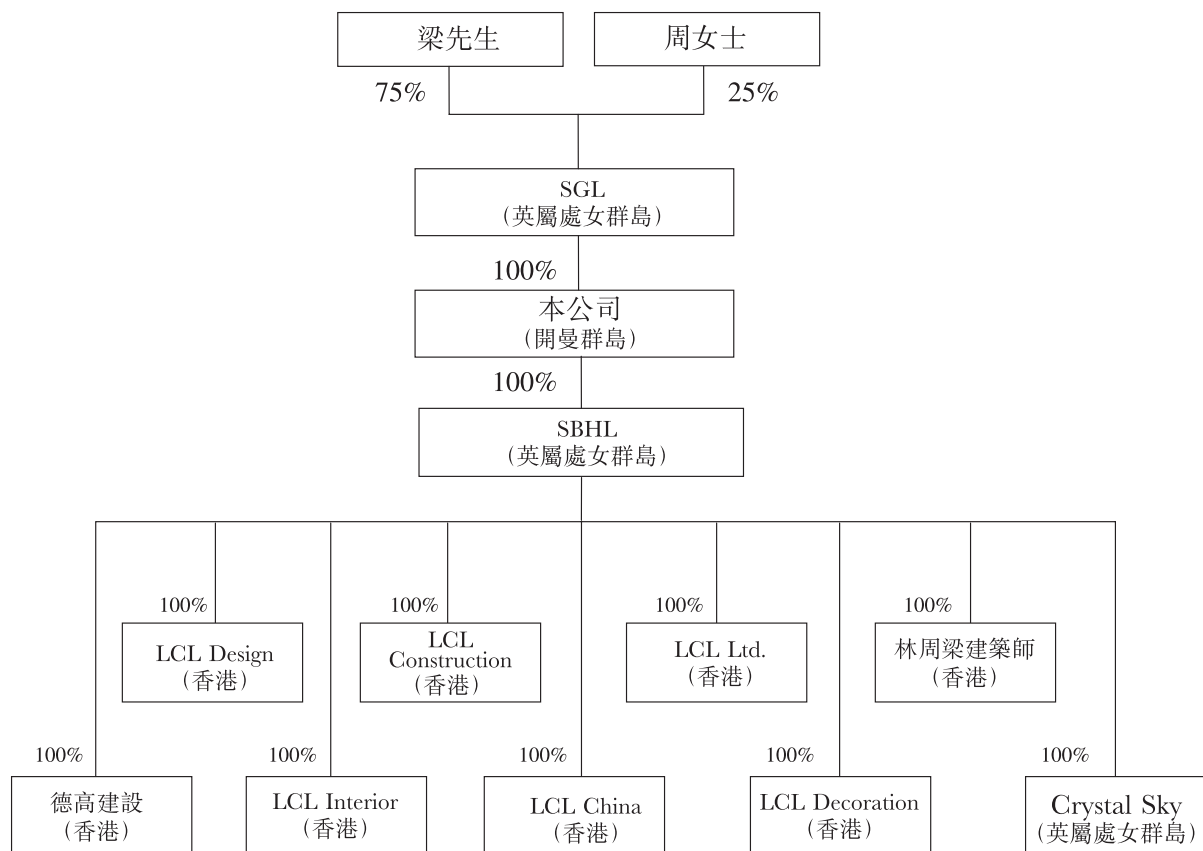 梁先生
周女士
75%
25%
SGL
(英屬處女群島)
100%
本公司
(開曼群島)
100%
SBHL
(英屬處女群島)
100%
100%
100%
100%
LCL Design
(香港)
LCL
Construction
(香港)
LCL Ltd.
(香港)
林周梁建築師
(香港)
100%
100%
100%
100%
100%
德高建設
(香港)
LCL Interior
(香港)
LCL China
(香港)
LCL Decoration
(香港)
Crystal Sky
(英屬處女群島)